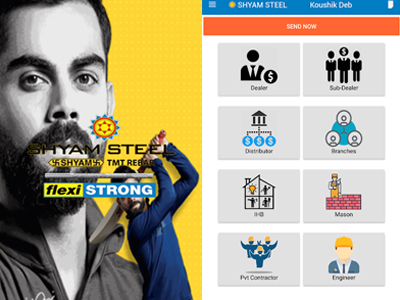 SHYAM STEEL
SHYAM TMT REBAR
flexi STRONG
SHYAM STEEL
Koushik Deb
SEND NOW
Dealer
Sub-Dealer
Distributor
Branches
IHB
Mason
Pvt Contractor
Engineer